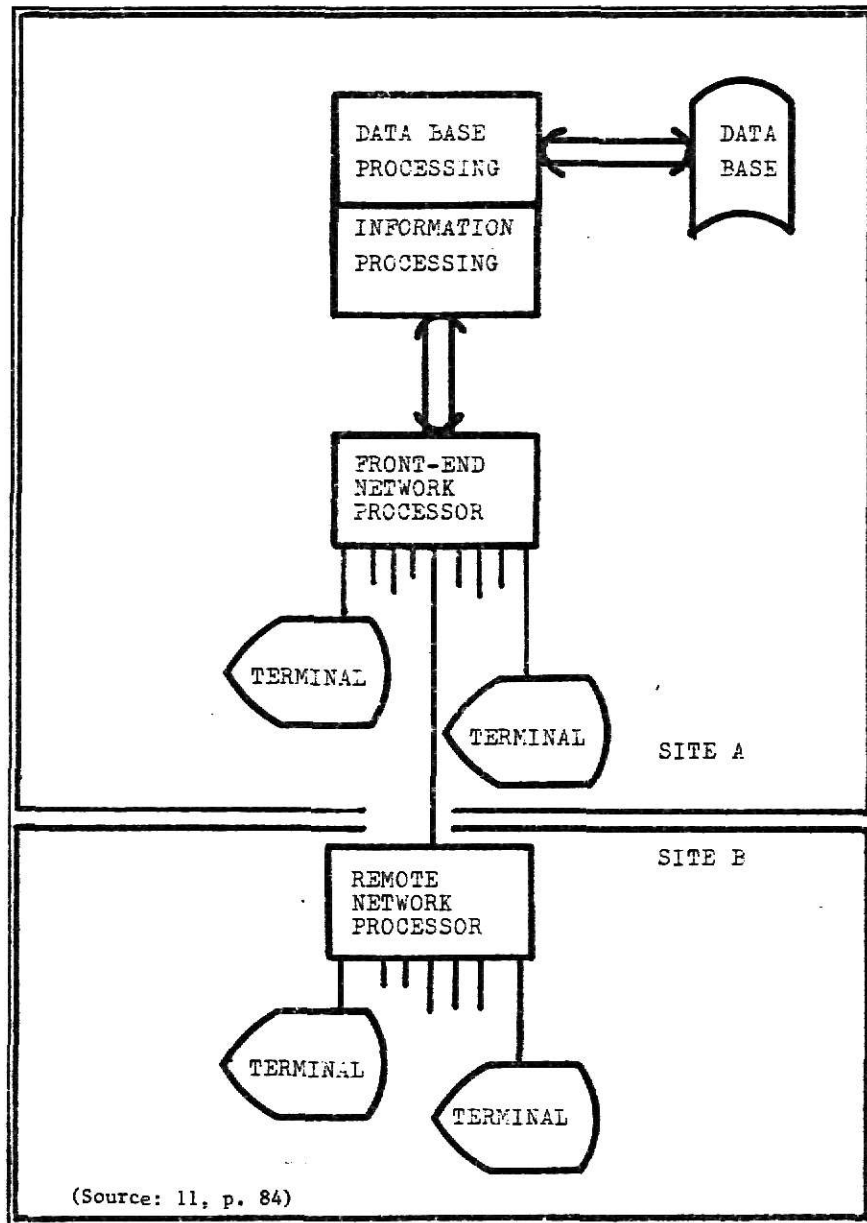 DATA BASE
PROCESSING
DATA
BASE
INFORMATION
PROCESSING
FRONT-END
NETWORK
PROCESSOR
TERMINAL
TERMINAL
SITE A
SITE B
REMOTE
NETWORK
PROCESSOR
TERMINAL
TERMINAL
(Source: 11, p. 84)